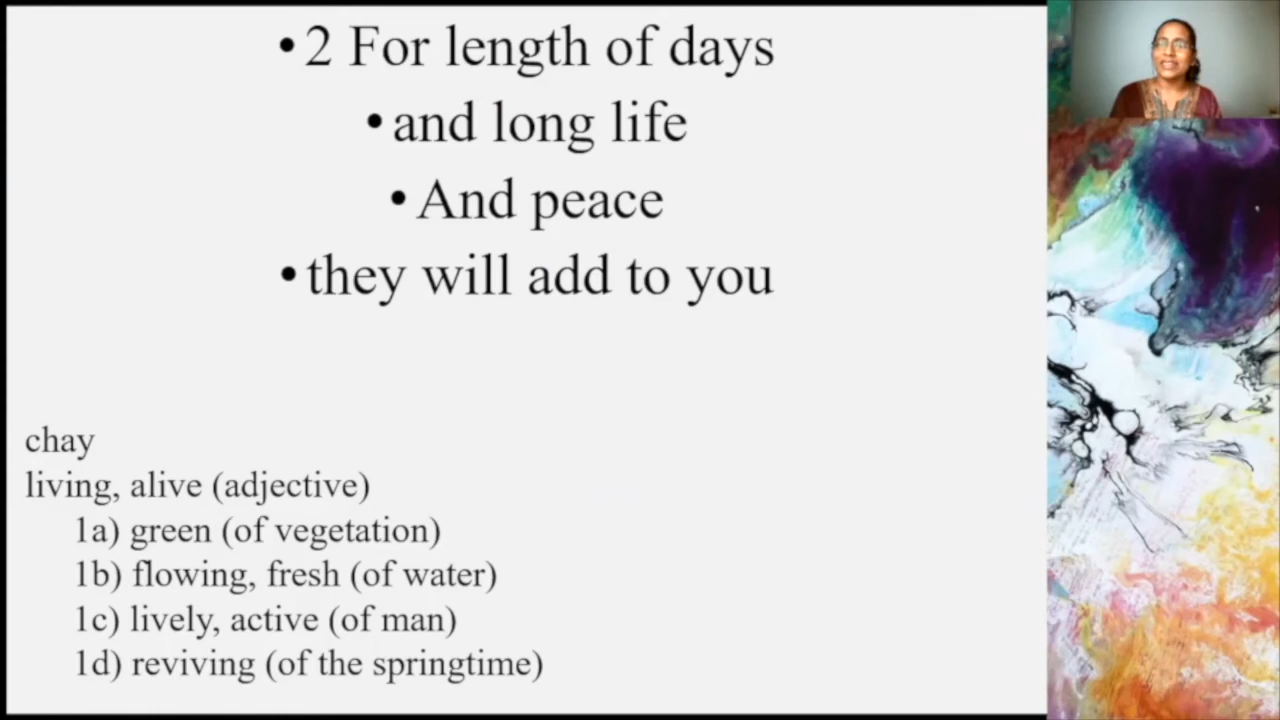 • 2 For length of days
• and long life
• And peace
• they will add to you
chay
living, alive (adjective)
1a) green (of vegetation)
1b) flowing, fresh (of water)
1c) lively, active (of man)
1d) reviving (of the springtime)